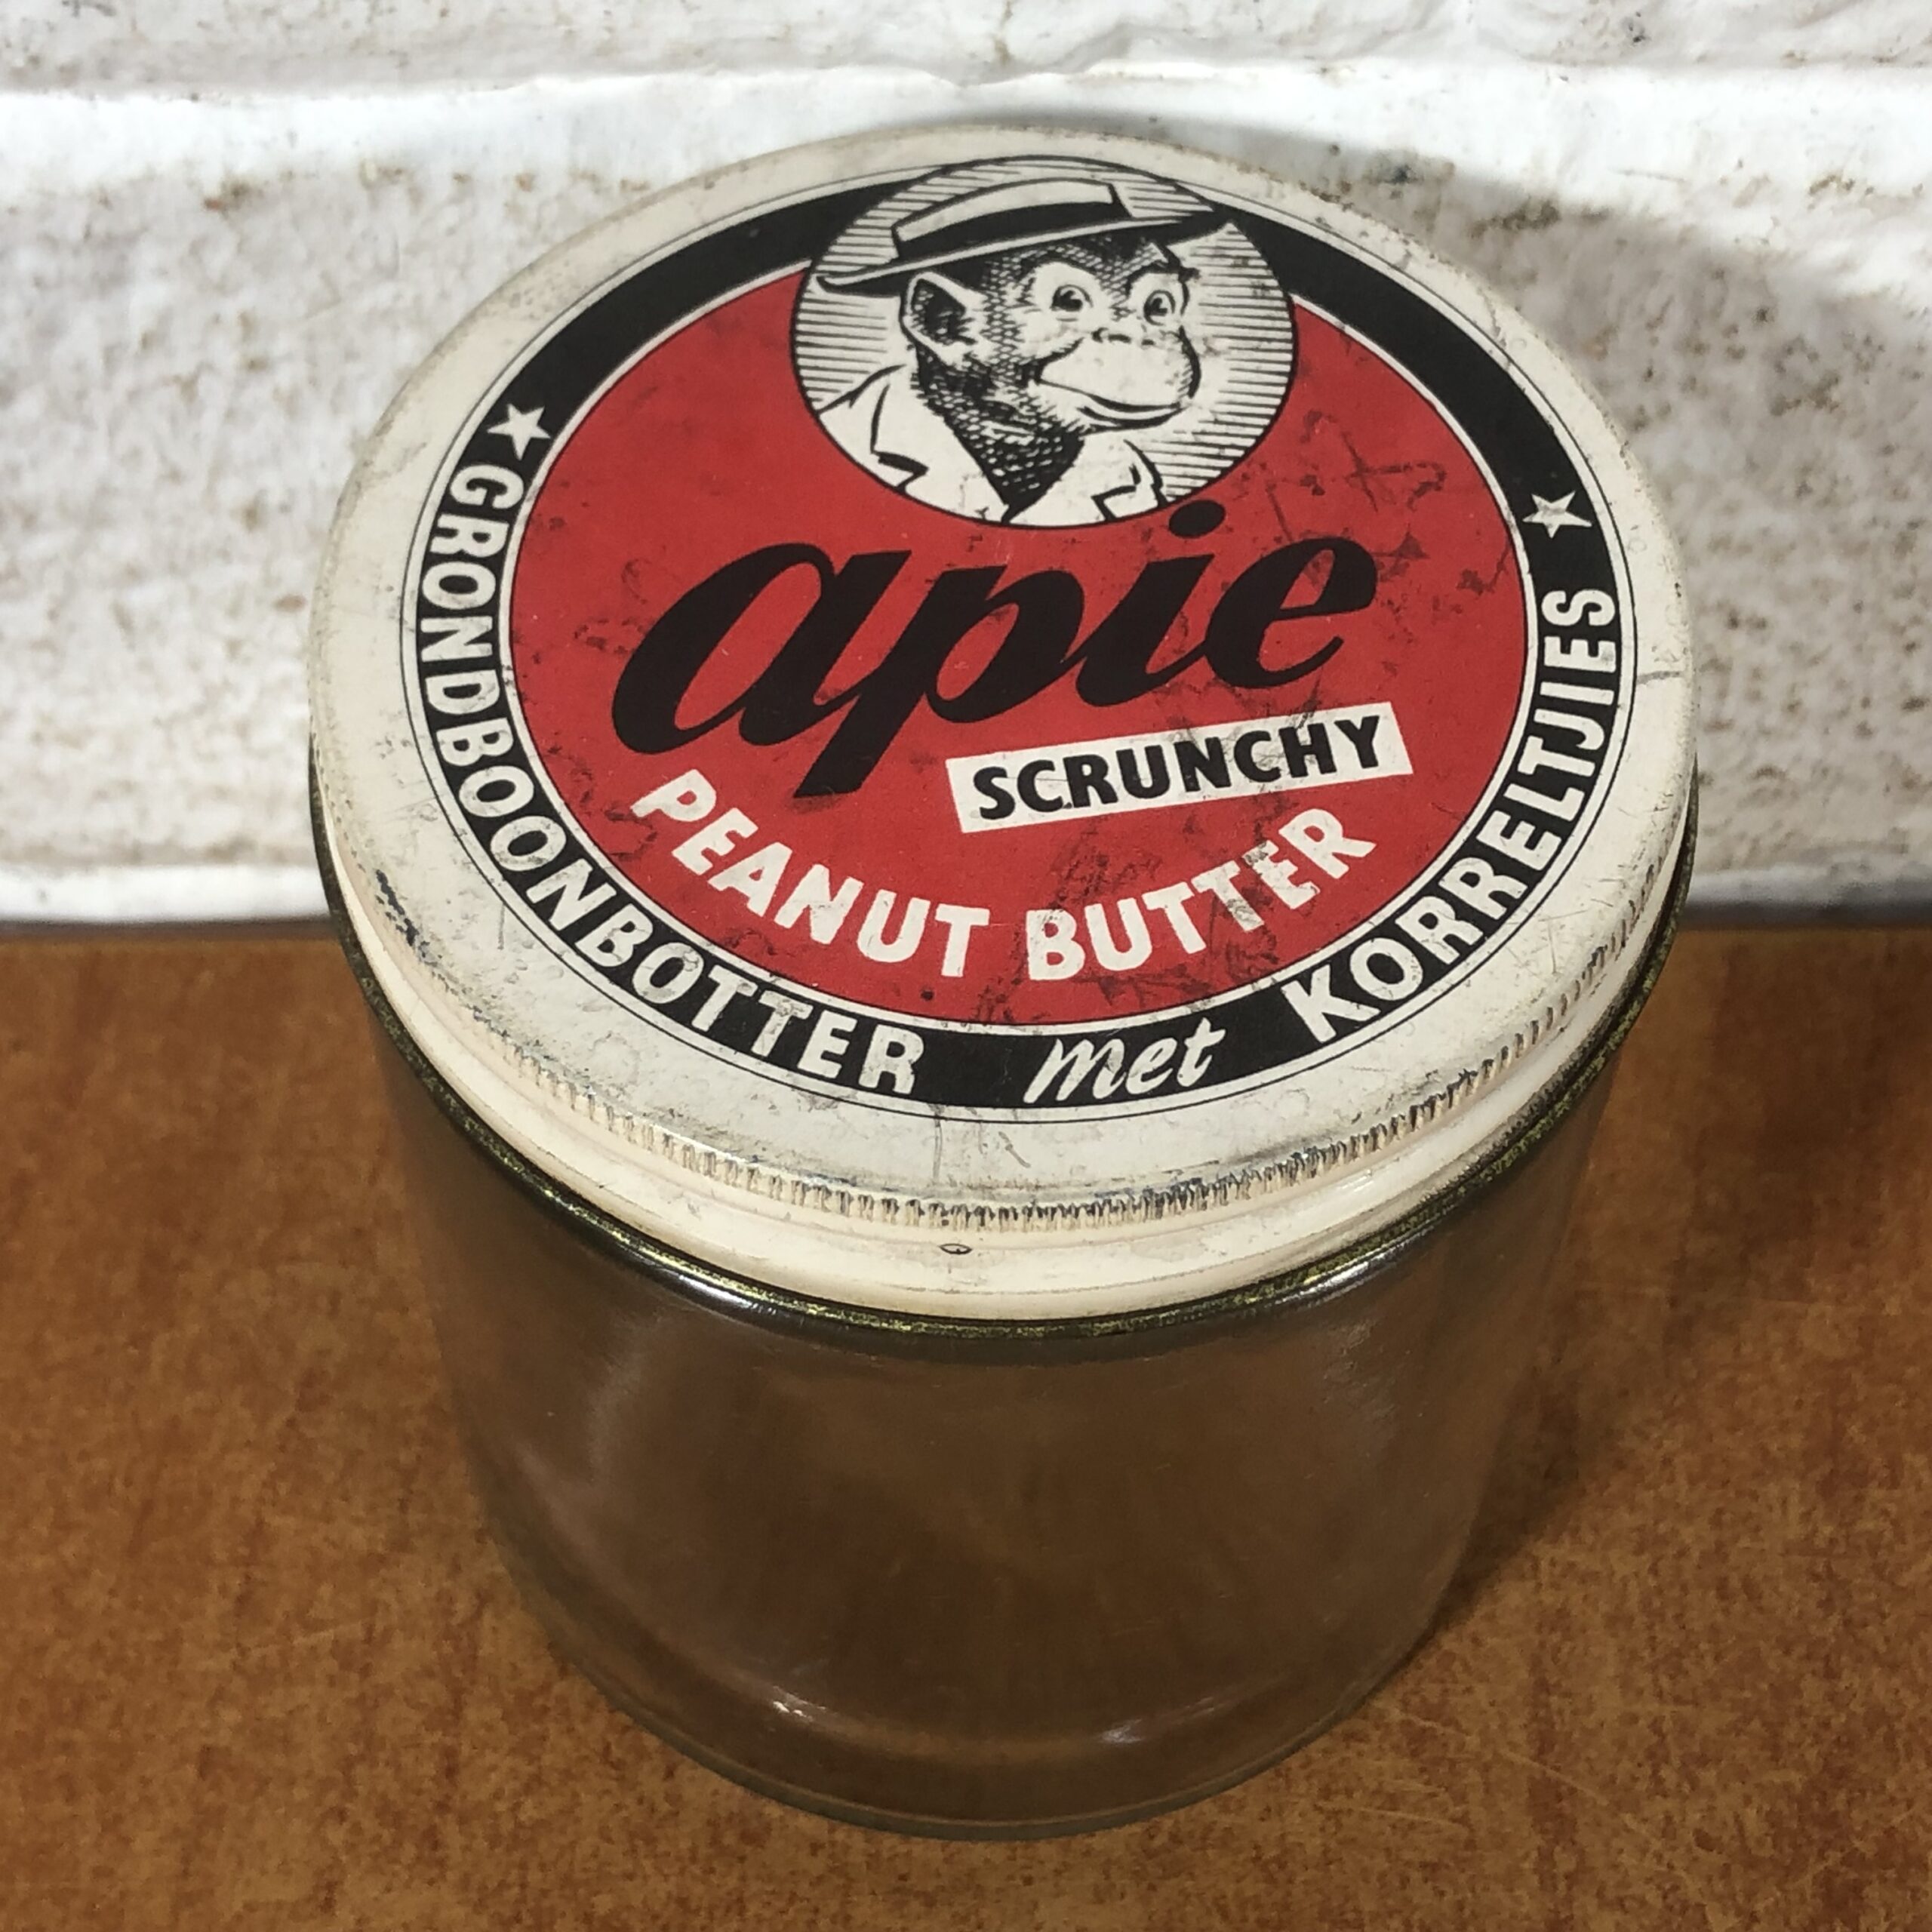 apie
SCRUNCHY
PEANUT BUTTER
★ GRONDBOONBOTTER met KORRELTJIES ★